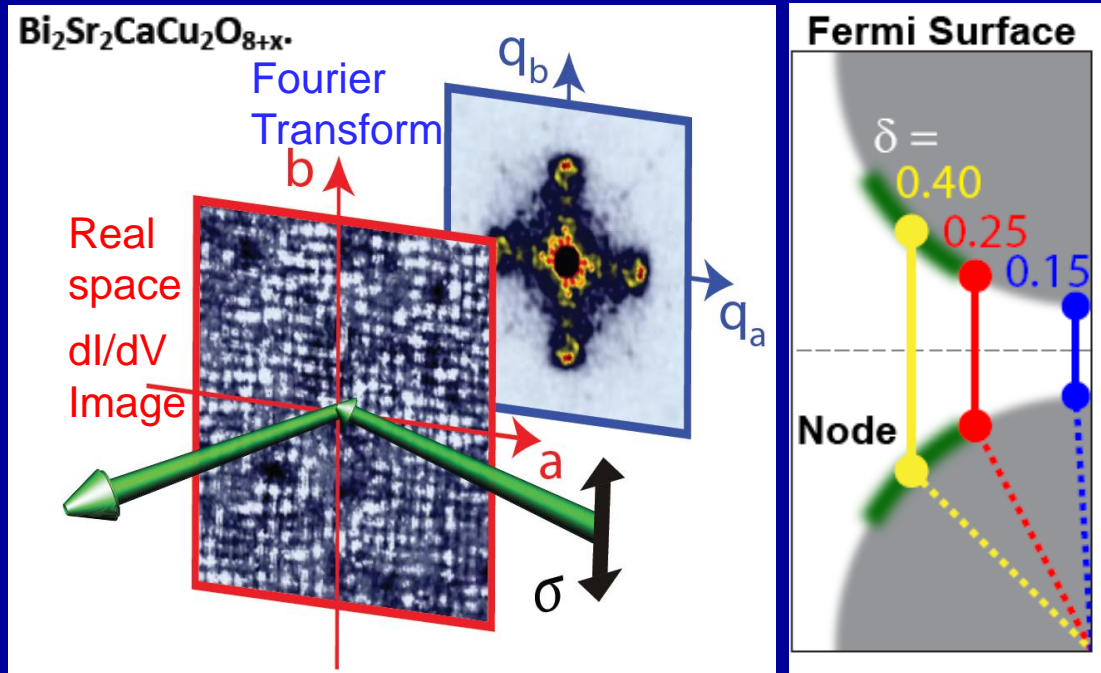 Bi₂Sr₂CaCu₂O₈₊ₓ.
Fourier
Transform
q_b
b
Real
space
dI/dV
Image
a
q_a
σ
Fermi Surface
δ =
0.40
0.25
0.15
Node